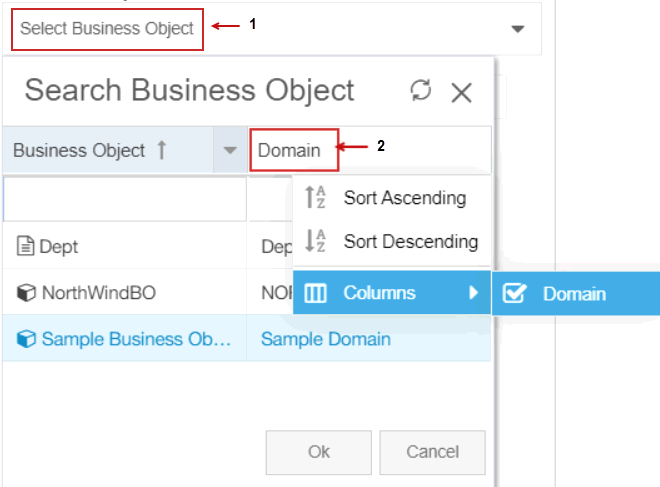 Select Business Object
1
Search Business Object
Business Object
Domain
2
Sort Ascending
Dept
Dep
Sort Descending
NorthWindBO
NOR
Columns
Domain
Sample Business Ob...
Sample Domain
Ok
Cancel